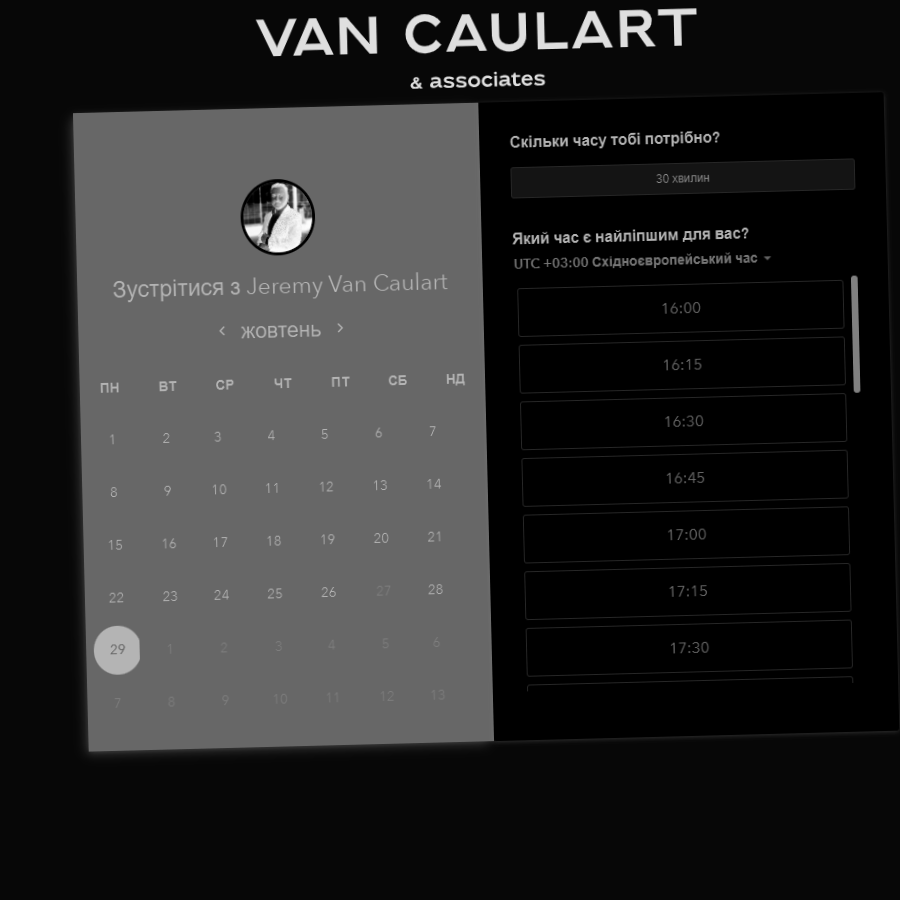 VAN CAULART
& associates
Зустрітися з Jeremy Van Caulart
жовтень
ПН ВТ СР ЧТ ПТ СБ НД
1 2 3 4 5 6 7
8 9 10 11 12 13 14
15 16 17 18 19 20 21
22 23 24 25 26 27 28
29 1 2 3 4 5 6
7 8 9 10 11 12 13
Скільки часу тобі потрібно?
30 хвилин
Який час є найліпшим для вас?
UTC +03:00 Східноєвропейський час
16:00
16:15
16:30
16:45
17:00
17:15
17:30